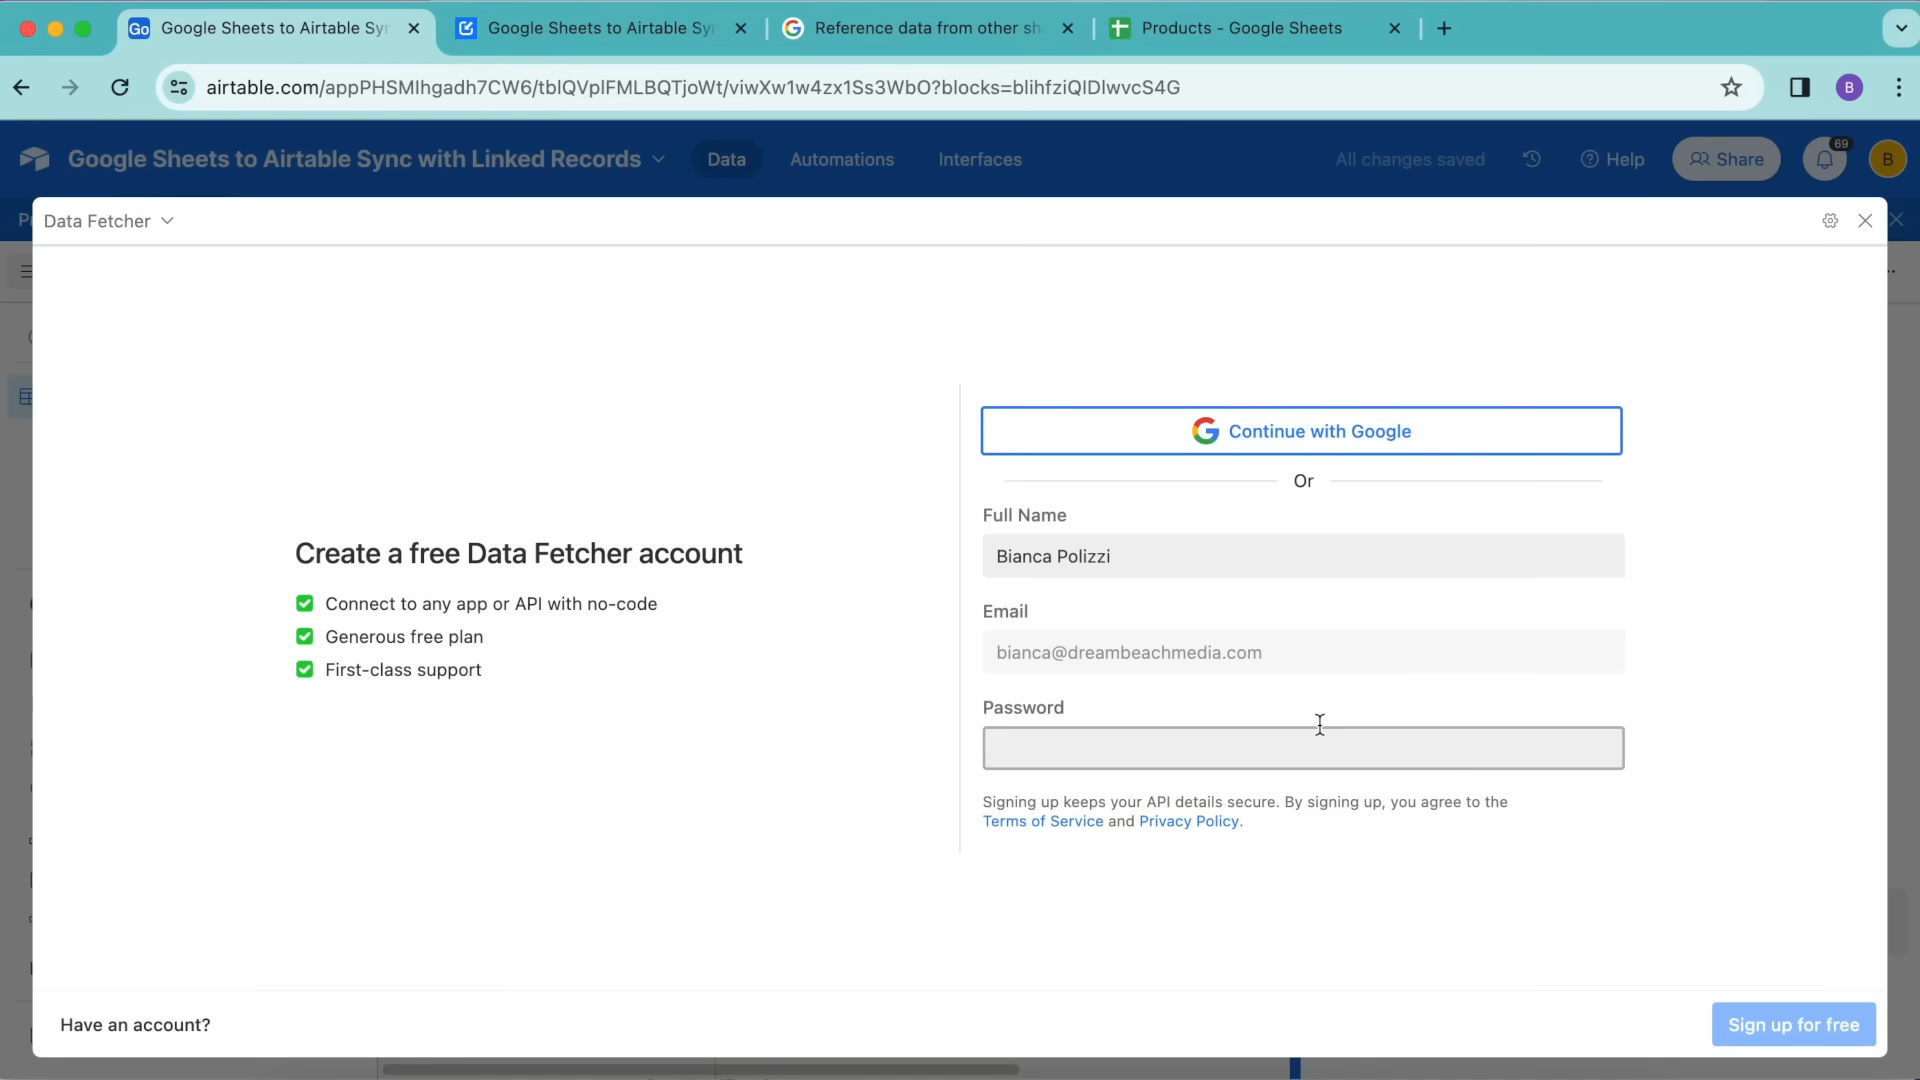 Go Google Sheets to Airtable Syr
Google Sheets to Airtable Sy
Reference data from other sh
Products - Google Sheets
airtable.com/appPHSMIhgadh7CW6/tblQVplFMLBQTjoWt/viwXw1w4zx1Ss3WbO?blocks=blihfziQIDlwvcS4G
B
Google Sheets to Airtable Sync with Linked Records
Data
Automations
Interfaces
All changes saved
Help
Share
69
B
Data Fetcher
Create a free Data Fetcher account
Connect to any app or API with no-code
Generous free plan
First-class support
Continue with Google
Or
Full Name
Bianca Polizzi
Email
bianca@dreambeachmedia.com
Password
Signing up keeps your API details secure. By signing up, you agree to the
Terms of Service and Privacy Policy.
Have an account?
Sign up for free